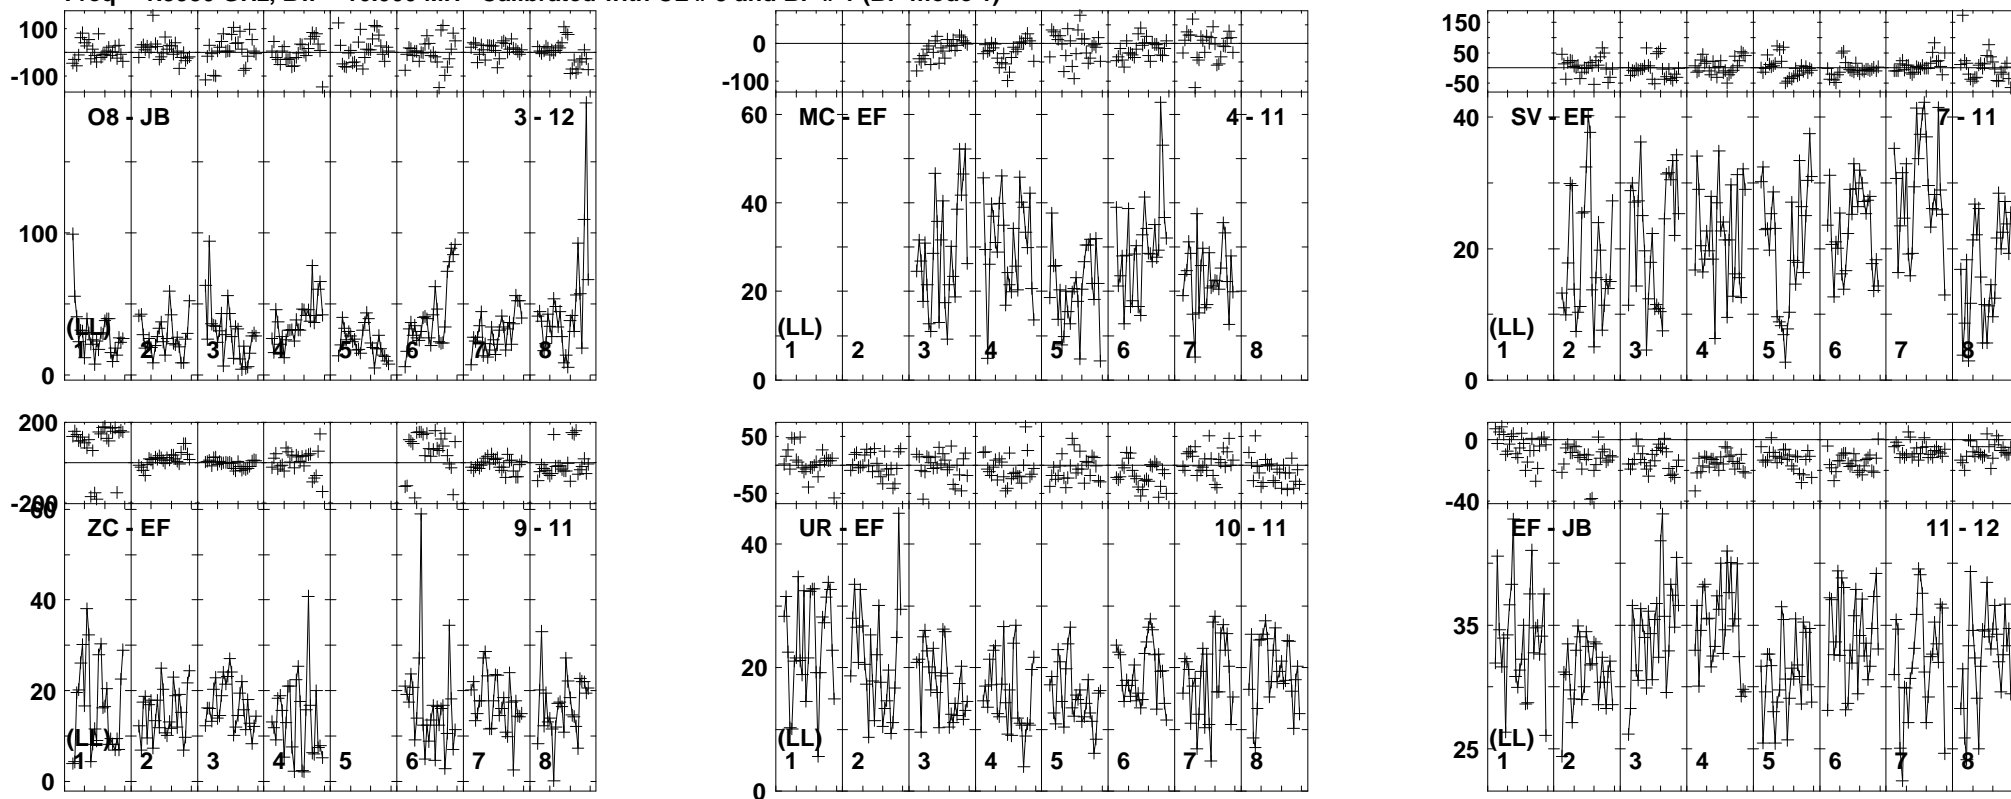 100
-100
O8 - JB
3 - 12
100
0
(LL)
1 2 3 4 5 6 7 8
0
-100
MC - EF
4 - 11
60
40
20
0
(LL)
1 2 3 4 5 6 7 8
150
50
-50
SV - EF
7 - 11
40
20
0
(LL)
1 2 3 4 5 6 7 8
200
-200
ZC - EF
9 - 11
60
40
20
0
(LL)
1 2 3 4 5 6 7 8
50
-50
UR - EF
10 - 11
40
20
0
(LL)
1 2 3 4 5 6 7 8
0
-40
EF - JB
11 - 12
35
25
(LL)
1 2 3 4 5 6 7 8